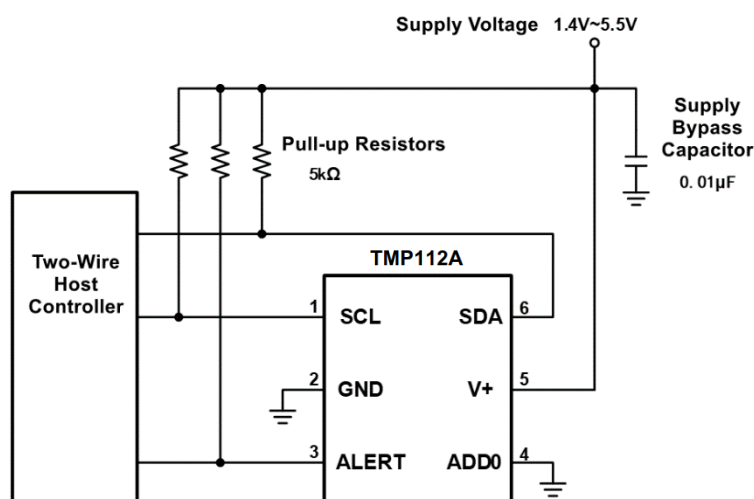 Supply Voltage 1.4V~5.5V
Pull-up Resistors
5kΩ
Supply
Bypass
Capacitor
0.01µF
Two-Wire
Host
Controller
TMP112A
1 SCL SDA 6
2 GND V+ 5
3 ALERT ADD0 4